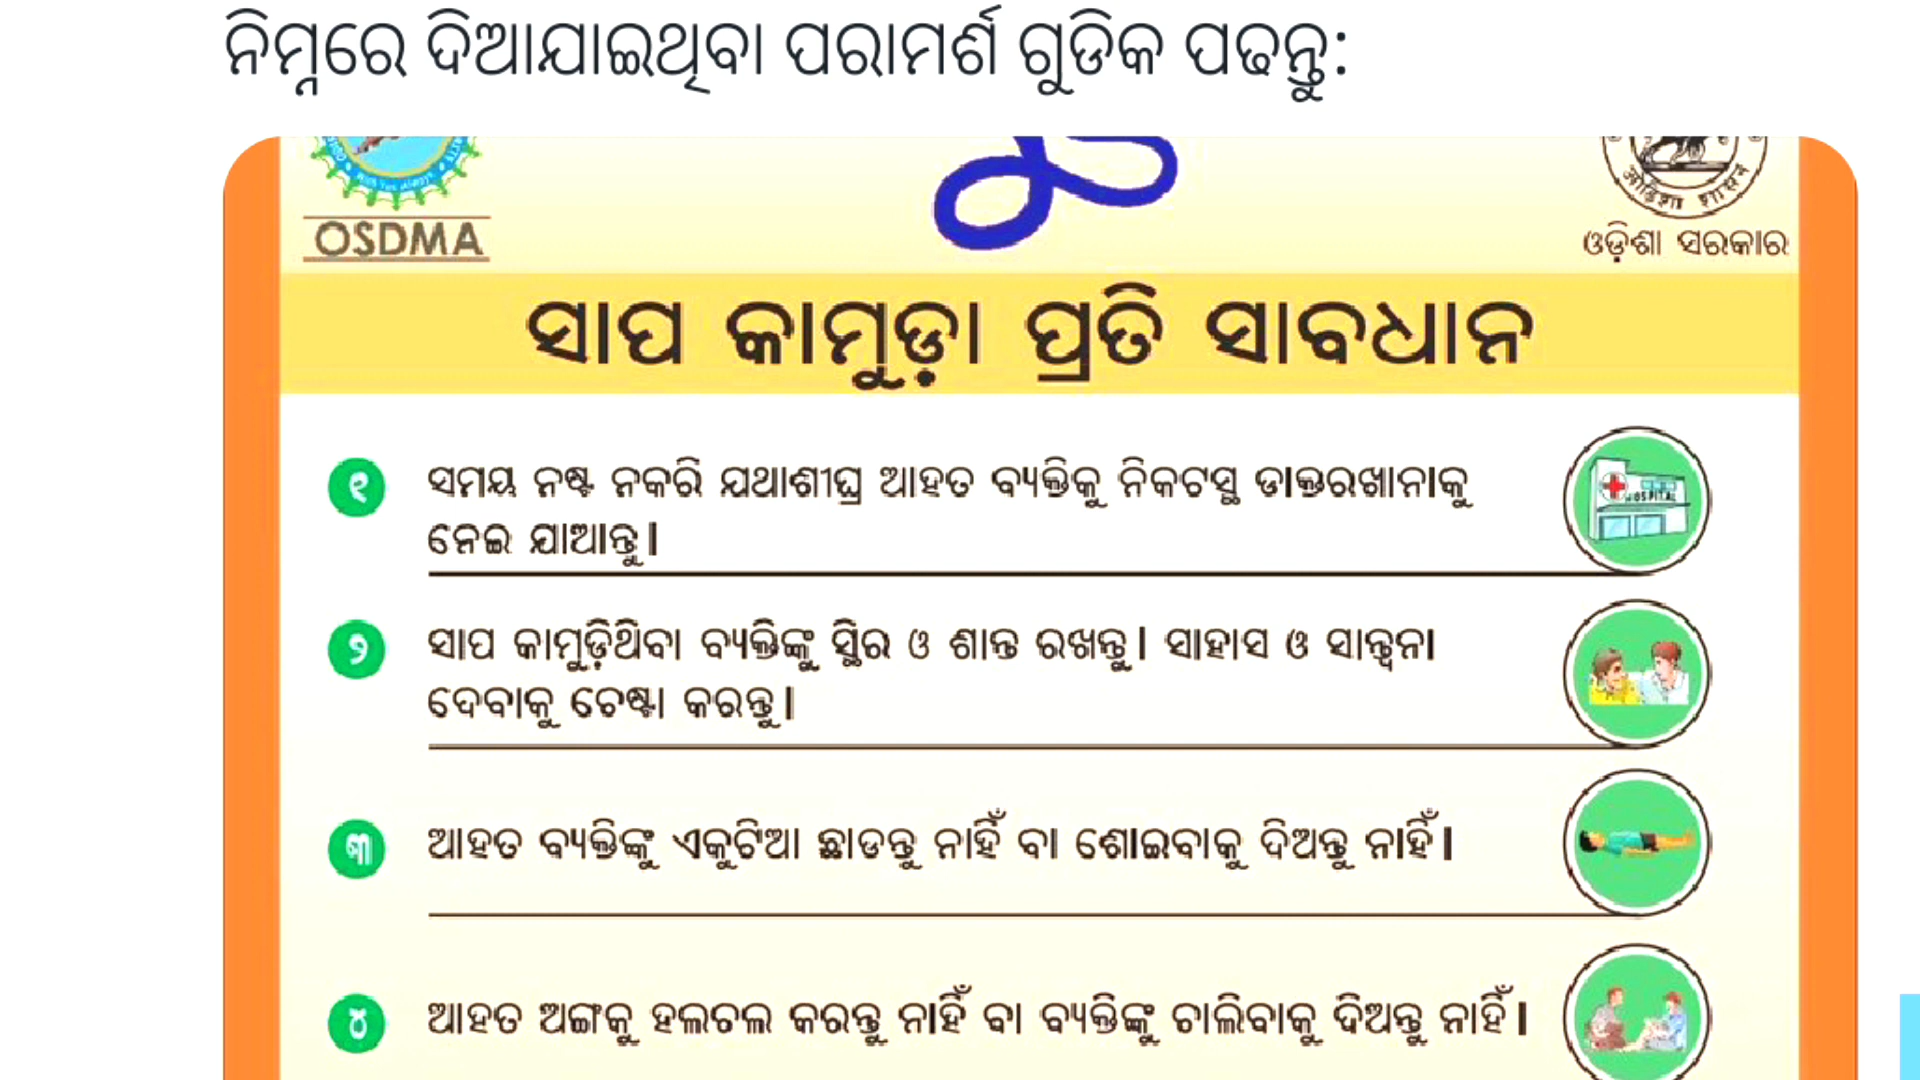 ନିମ୍ନରେ ଦିଆଯାଇଥିବା ପରାମର୍ଶ ଗୁଡିକ ପଢନ୍ତୁ:
OSDMA
ଓଡ଼ିଶା ସରକାର
ସାପ କାମୁଡ଼ା ପ୍ରତି ସାବଧାନ
୧ ସମୟ ନଷ୍ଟ ନକରି ଯଥାଶୀଘ୍ର ଆହତ ବ୍ୟକ୍ତିକୁ ନିକଟସ୍ଥ ଡାକ୍ତରଖାନାକୁ
ନେଇ ଯାଆନ୍ତୁ।
HOSPITAL
୨ ସାପ କାମୁଡ଼ିଥିବା ବ୍ୟକ୍ତିଙ୍କୁ ସ୍ଥିର ଓ ଶାନ୍ତ ରଖନ୍ତୁ। ସାହାସ ଓ ସାନ୍ତ୍ୱନା
ଦେବାକୁ ଚେଷ୍ଟା କରନ୍ତୁ।
୩ ଆହତ ବ୍ୟକ୍ତିଙ୍କୁ ଏକୁଟିଆ ଛାଡନ୍ତୁ ନାହିଁ ବା ଶୋଇବାକୁ ଦିଅନ୍ତୁ ନାହିଁ।
୪ ଆହତ ଅଙ୍ଗକୁ ହଲଚଲ କରନ୍ତୁ ନାହିଁ ବା ବ୍ୟକ୍ତିଙ୍କୁ ଚାଲିବାକୁ ଦିଅନ୍ତୁ ନାହିଁ।